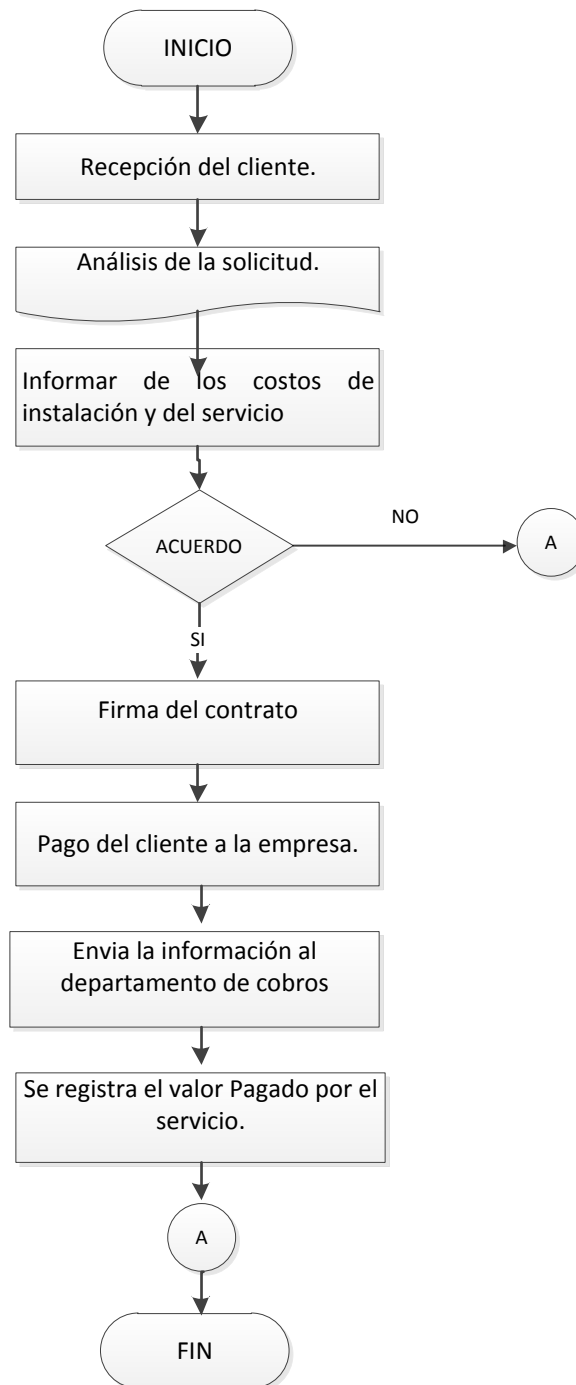 INICIO
Recepción del cliente.
Análisis de la solicitud.
Informar de los costos de
instalación y del servicio
ACUERDO
NO
A
SI
Firma del contrato
Pago del cliente a la empresa.
Envia la información al
departamento de cobros
Se registra el valor Pagado por el
servicio.
A
FIN